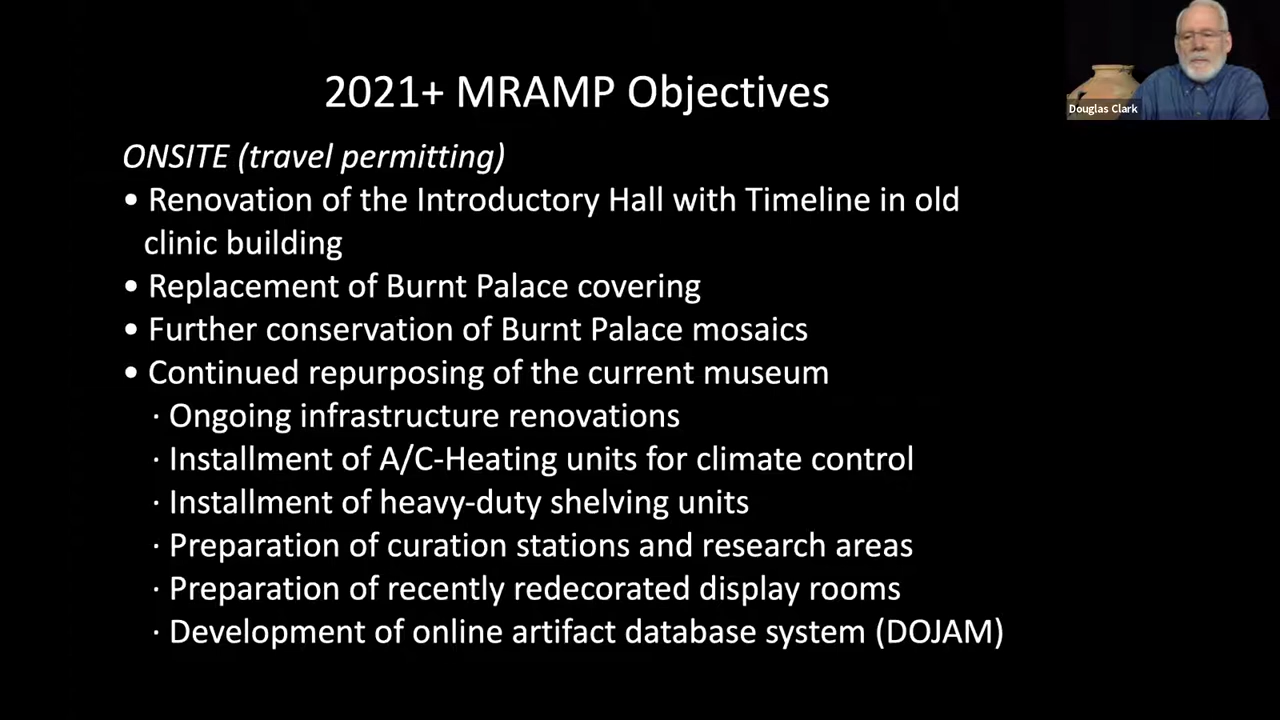 2021+ MRAMP Objectives
Douglas Clark
ONSITE (travel permitting)
• Renovation of the Introductory Hall with Timeline in old
clinic building
• Replacement of Burnt Palace covering
• Further conservation of Burnt Palace mosaics
• Continued repurposing of the current museum
· Ongoing infrastructure renovations
· Installment of A/C-Heating units for climate control
· Installment of heavy-duty shelving units
· Preparation of curation stations and research areas
· Preparation of recently redecorated display rooms
· Development of online artifact database system (DOJAM)